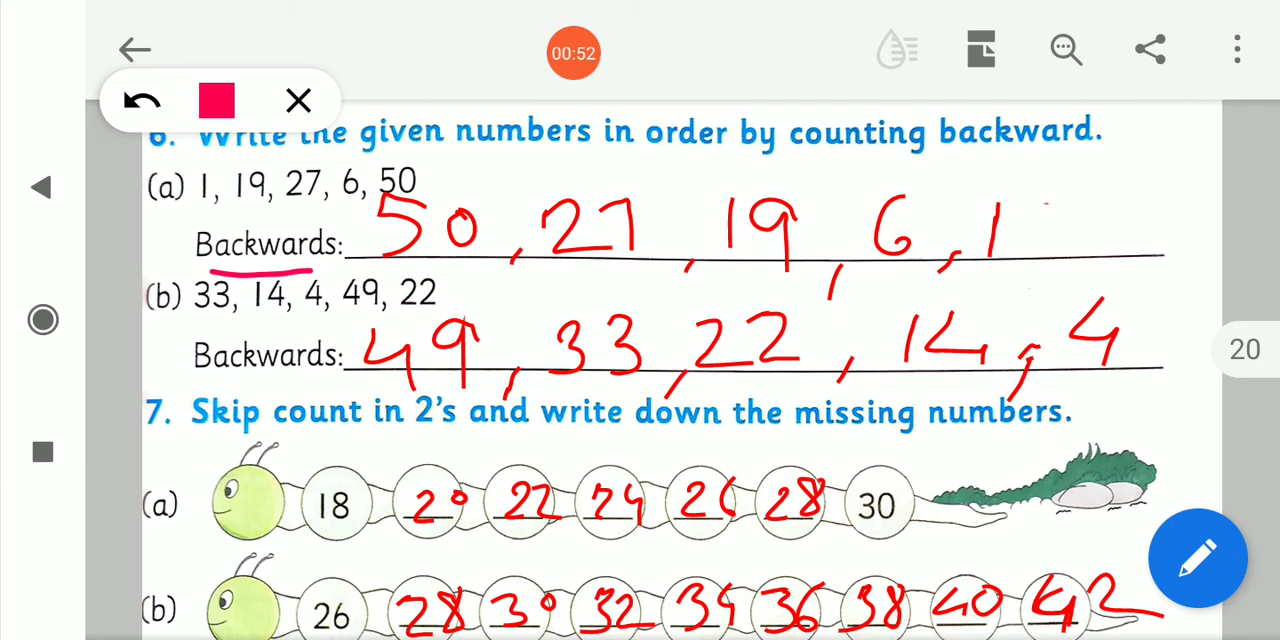 00:52
6. Write the given numbers in order by counting backward.
(a) 1, 19, 27, 6, 50
Backwards: 50, 27, 19, 6, 1
(b) 33, 14, 4, 49, 22
Backwards: 49, 33, 22, 14, 4
20
7. Skip count in 2's and write down the missing numbers.
(a) 18 20 22 24 26 28 30
(b) 26 28 30 32 34 36 38 40 42